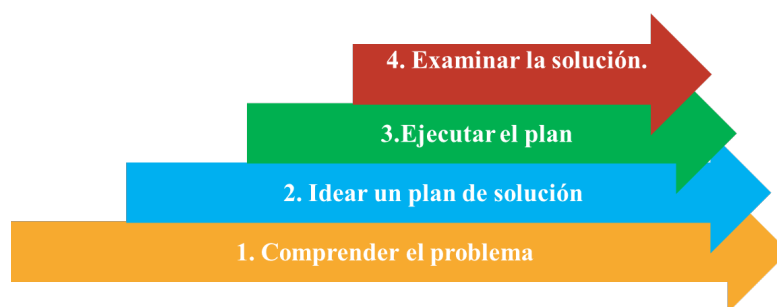 4. Examinar la solución.
3.Ejecutar el plan
2. Idear un plan de solución
1. Comprender el problema